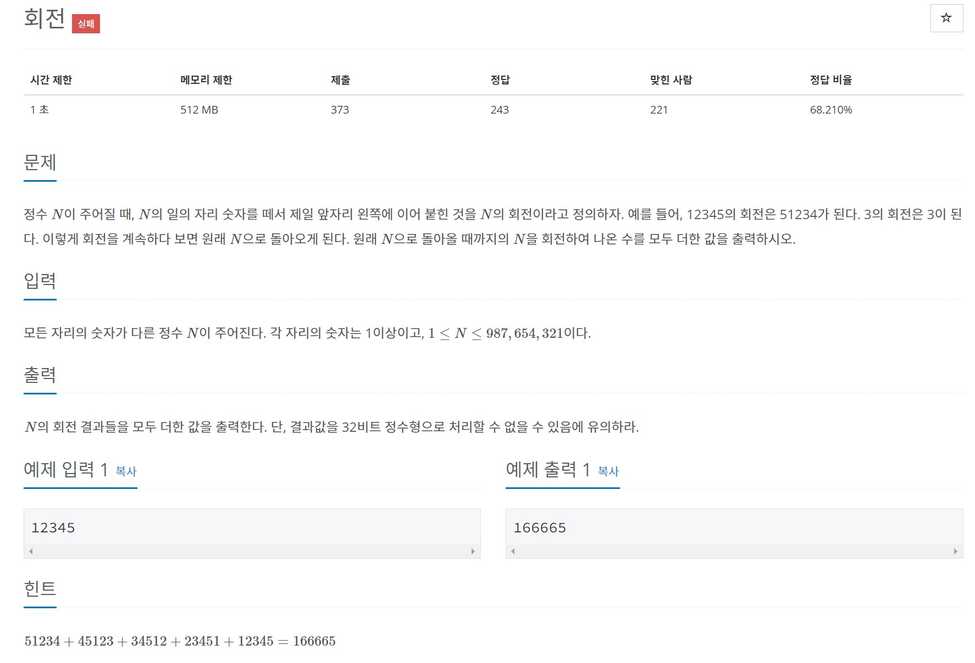 회전 실패
☆
시간 제한 메모리 제한 제출 정답 맞힌 사람 정답 비율
1 초 512 MB 373 243 221 68.210%
문제
정수 N이 주어질 때, N의 일의 자리 숫자를 떼서 제일 앞자리 왼쪽에 이어 붙힌 것을 N의 회전이라고 정의하자. 예를 들어, 12345의 회전은 51234가 된다. 3의 회전은 3이 된
다. 이렇게 회전을 계속하다 보면 원래 N으로 돌아오게 된다. 원래 N으로 돌아올 때까지의 N을 회전하여 나온 수를 모두 더한 값을 출력하시오.
입력
모든 자리의 숫자가 다른 정수 N이 주어진다. 각 자리의 숫자는 1이상이고, 1 ≤ N ≤ 987,654,321이다.
출력
N의 회전 결과들을 모두 더한 값을 출력한다. 단, 결과값을 32비트 정수형으로 처리할 수 없을 수 있음에 유의하라.
예제 입력 1 복사
12345
예제 출력 1 복사
166665
힌트
51234 + 45123 + 34512 + 23451 + 12345 = 166665